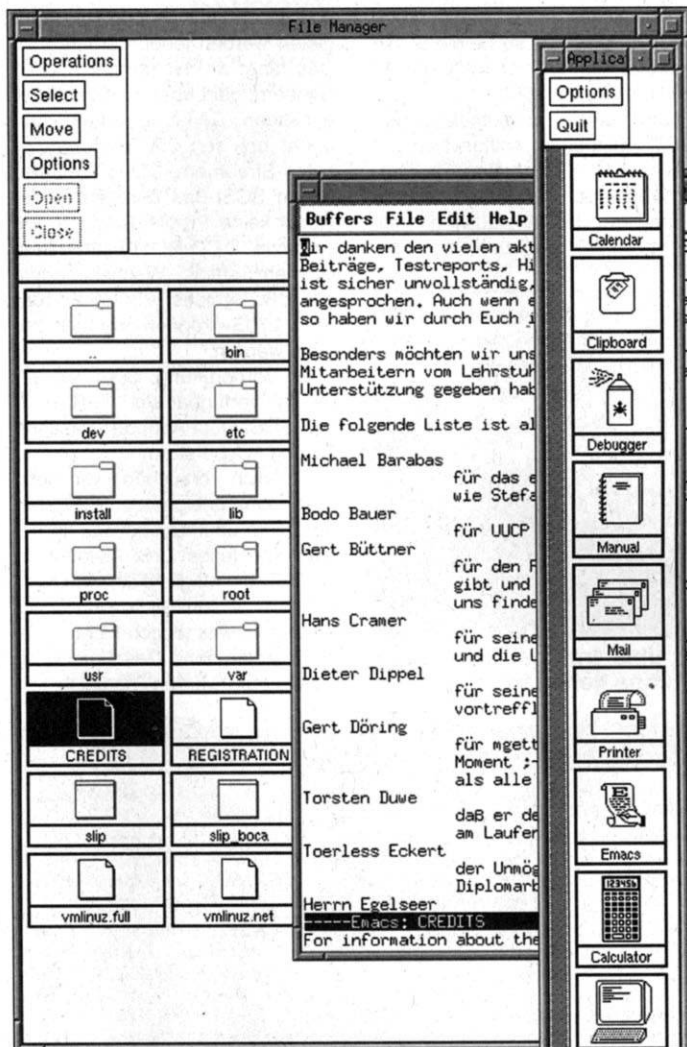 File Manager
Operations
Select
Move
Options
Open
Close
..
bin
dev
etc
install
lib
proc
root
usr
var
CREDITS
REGISTRATION
slip
slip_boca
vmlinuz.full
vmlinuz.net
Buffers File Edit Help
Wir danken den vielen akt
Beiträge, Testreports, Hi
ist sicher unvollständig,
angesprochen. Auch wenn e
so haben wir durch Euch i
Besonders möchten wir uns
Mitarbeitern vom Lehrstuh
Unterstützung gegeben hab
Die folgende Liste ist al
Michael Barabas
für das e
wie Stefa
Bodo Bauer
für UUCP
Gert Büttner
für den F
gibt und
uns finde
Hans Cramer
für seine
und die L
Dieter Dippel
für seine
vortreffl
Gert Döring
für mgett
Moment ;-
als alle
Torsten Duwe
daß er de
am Laufen
Toerless Eckert
der Unmög
Diplomarb
Herrn Egelseer
-----Emacs: CREDITS
For information about the
Applica
Options
Quit
Calendar
Clipboard
Debugger
Manual
Mail
Printer
E
Emacs
123456
Calculator